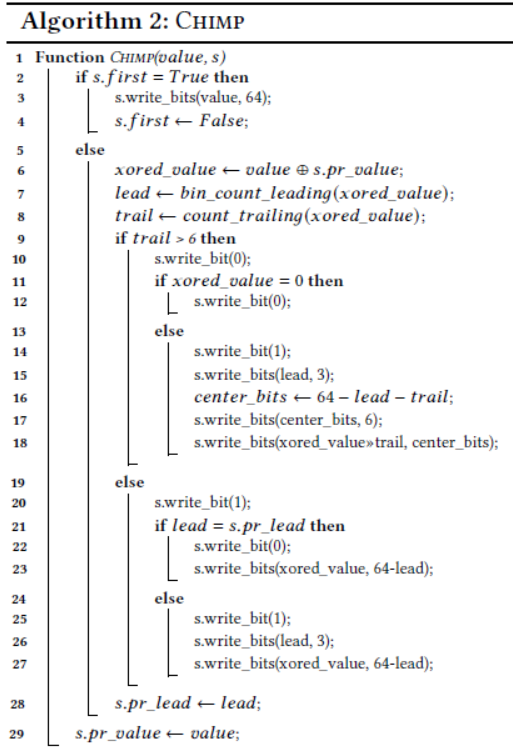 Algorithm 2: CHIMP
1 Function CHIMP(value, s)
2 if s.first = True then
3 s.write_bits(value, 64);
4 s.first ← False;
5 else
6 xored_value ← value ⊕ s.pr_value;
7 lead ← bin_count_leading(xored_value);
8 trail ← count_trailing(xored_value);
9 if trail > 6 then
10 s.write_bit(0);
11 if xored_value = 0 then
12 s.write_bit(0);
13 else
14 s.write_bit(1);
15 s.write_bits(lead, 3);
16 center_bits ← 64 − lead − trail;
17 s.write_bits(center_bits, 6);
18 s.write_bits(xored_value»trail, center_bits);
19 else
20 s.write_bit(1);
21 if lead = s.pr_lead then
22 s.write_bit(0);
23 s.write_bits(xored_value, 64-lead);
24 else
25 s.write_bit(1);
26 s.write_bits(lead, 3);
27 s.write_bits(xored_value, 64-lead);
28 s.pr_lead ← lead;
29 s.pr_value ← value;